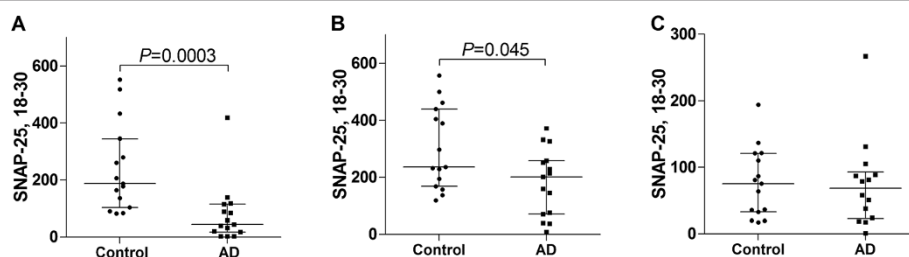 A
SNAP-25, 18-30
600
400
200
0
P=0.0003
Control AD
B
SNAP-25, 18-30
600
400
200
0
P=0.045
Control AD
C
SNAP-25, 18-30
300
200
100
0
Control AD